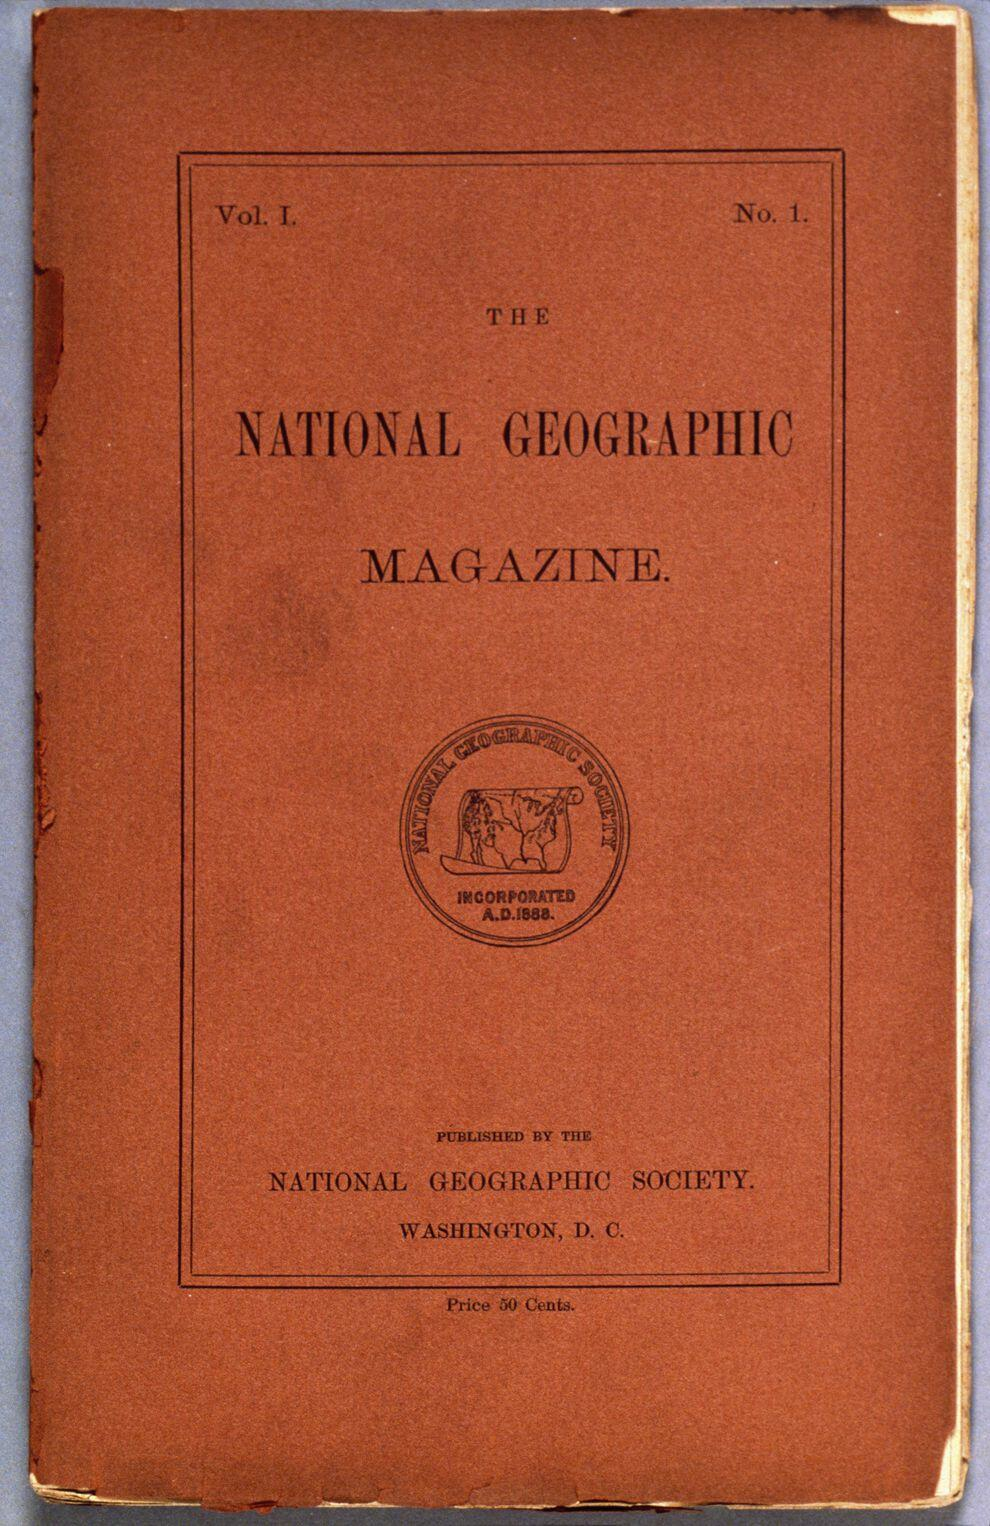 Vol. I. No. 1.
THE
NATIONAL GEOGRAPHIC
MAGAZINE.
NATIONAL GEOGRAPHIC SOCIETY
INCORPORATED
A.D. 1888.
PUBLISHED BY THE
NATIONAL GEOGRAPHIC SOCIETY.
WASHINGTON, D. C.
Price 50 Cents.